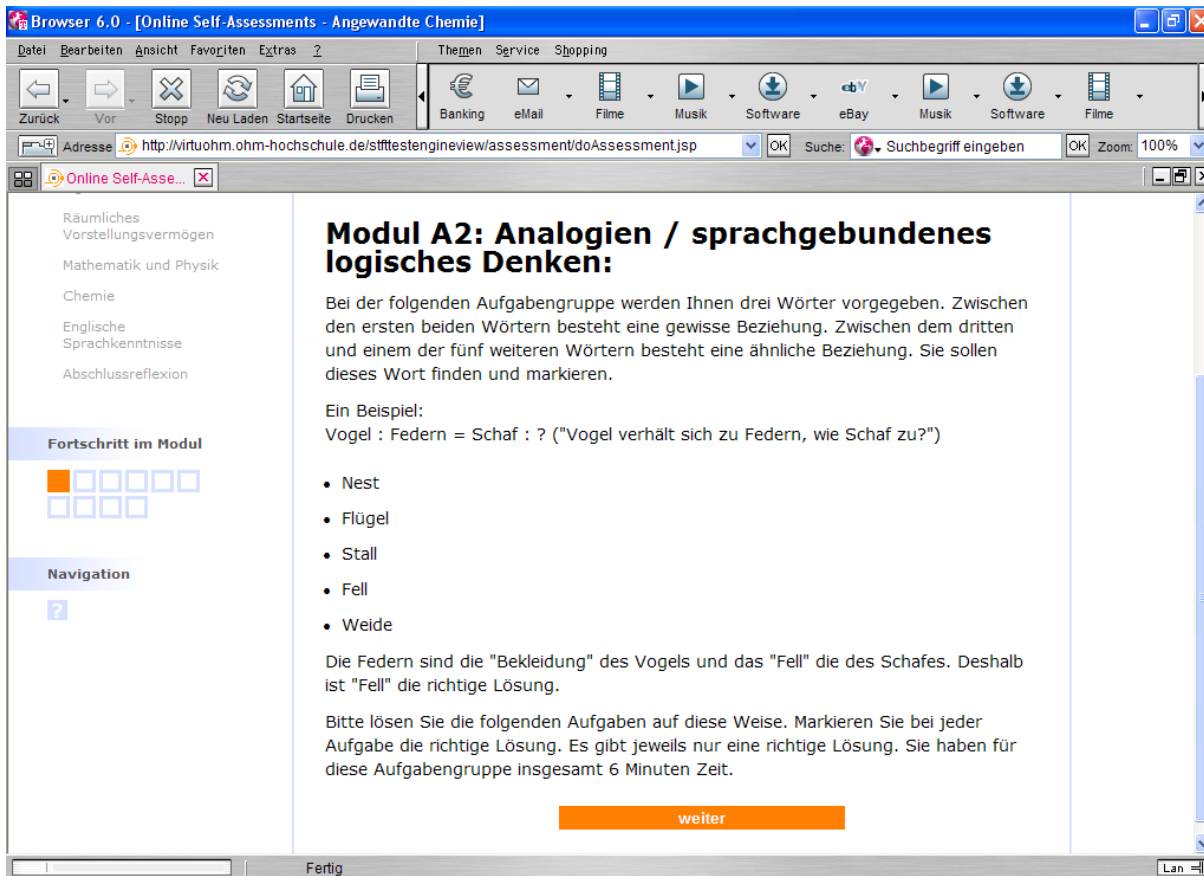 Browser 6.0 - [Online Self-Assessments - Angewandte Chemie]
Datei Bearbeiten Ansicht Favoriten Extras ? Themen Service Shopping
Zurück Vor Stopp Neu Laden Startseite Drucken Banking eMail Filme Musik Software eBay Musik Software Filme
Adresse http://virtuohm.ohm-hochschule.de/stfttestengineview/assessment/doAssessment.jsp OK Suche: Suchbegriff eingeben OK Zoom: 100%
Online Self-Asse...
Räumliches
Vorstellungsvermögen
Mathematik und Physik
Chemie
Englische
Sprachkenntnisse
Abschlussreflexion
Fortschritt im Modul
Navigation
?
Modul A2: Analogien / sprachgebundenes
logisches Denken:
Bei der folgenden Aufgabengruppe werden Ihnen drei Wörter vorgegeben. Zwischen
den ersten beiden Wörtern besteht eine gewisse Beziehung. Zwischen dem dritten
und einem der fünf weiteren Wörtern besteht eine ähnliche Beziehung. Sie sollen
dieses Wort finden und markieren.
Ein Beispiel:
Vogel : Federn = Schaf : ? ("Vogel verhält sich zu Federn, wie Schaf zu?")
• Nest
• Flügel
• Stall
• Fell
• Weide
Die Federn sind die "Bekleidung" des Vogels und das "Fell" die des Schafes. Deshalb
ist "Fell" die richtige Lösung.
Bitte lösen Sie die folgenden Aufgaben auf diese Weise. Markieren Sie bei jeder
Aufgabe die richtige Lösung. Es gibt jeweils nur eine richtige Lösung. Sie haben für
diese Aufgabengruppe insgesamt 6 Minuten Zeit.
weiter
Fertig
Lan